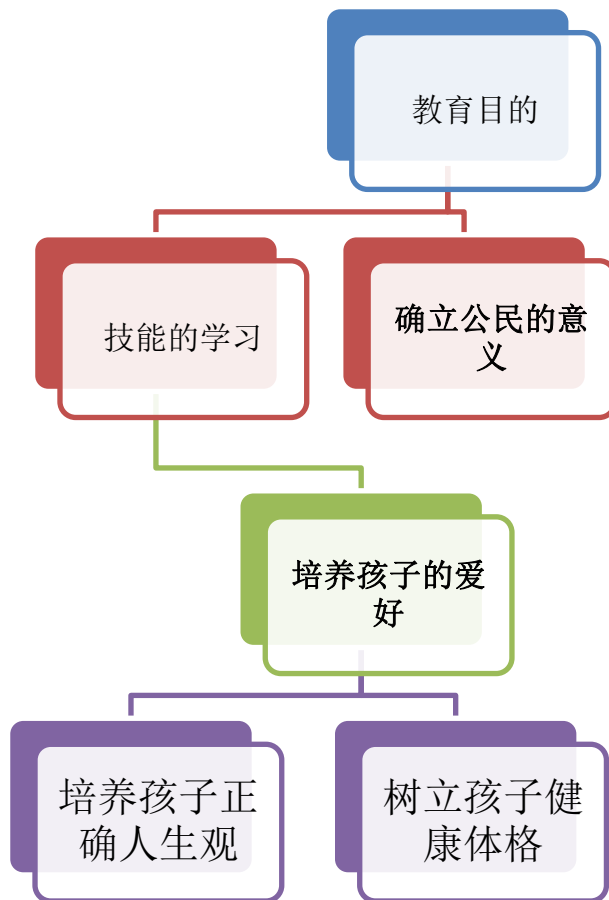 教育目的
技能的学习
确立公民的意
义
培养孩子的爱
好
培养孩子正
确人生观
树立孩子健
康体格